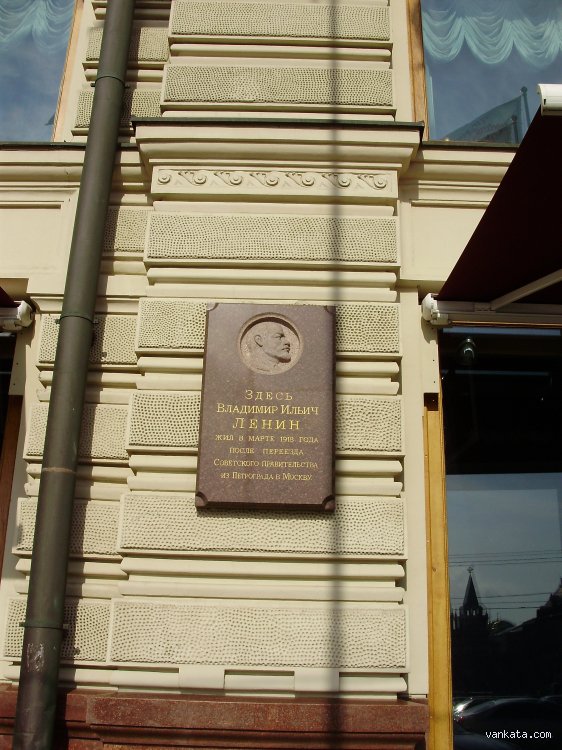 Здесь
Владимир Ильич
Ленин
жил в марте 1918 года
после переезда
Советского правительства
из Петрограда в Москву
vankata.com